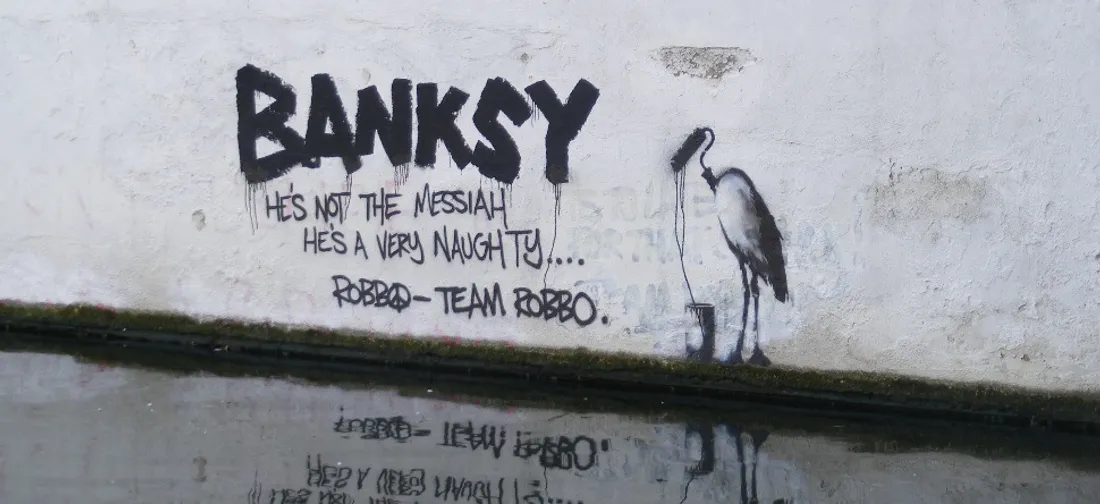 BANKSY
HE'S NOT THE MESSIAH
HE'S A VERY NAUGHTY....
ROBBO - TEAM ROBBO.